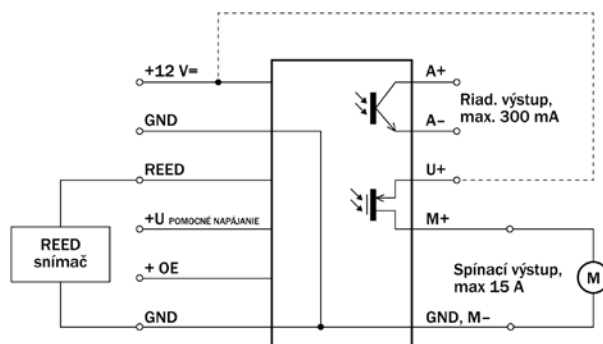 +12 V=
GND
REED
+U POMOCNÉ NAPÁJANIE
+ OE
GND
REED
snímač
A+
A–
Riad. výstup,
max. 300 mA
U+
M+
Spínací výstup,
max 15 A
M
GND, M–